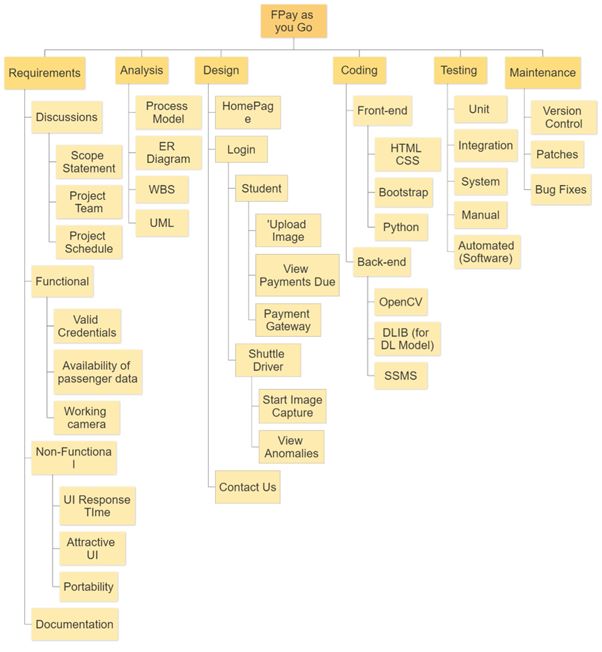 FPay as
you Go
Requirements
Discussions
Scope
Statement
Project
Team
Project
Schedule
Functional
Valid
Credentials
Availability of
passenger data
Working
camera
Non-Functiona
l
UI Response
TIme
Attractive
UI
Portability
Documentation
Analysis
Process
Model
ER
Diagram
WBS
UML
Design
HomePag
e
Login
Student
'Upload
Image
View
Payments Due
Payment
Gateway
Shuttle
Driver
Start Image
Capture
View
Anomalies
Contact Us
Coding
Front-end
HTML
CSS
Bootstrap
Python
Back-end
OpenCV
DLIB (for
DL Model)
SSMS
Testing
Unit
Integration
System
Manual
Automated
(Software)
Maintenance
Version
Control
Patches
Bug Fixes